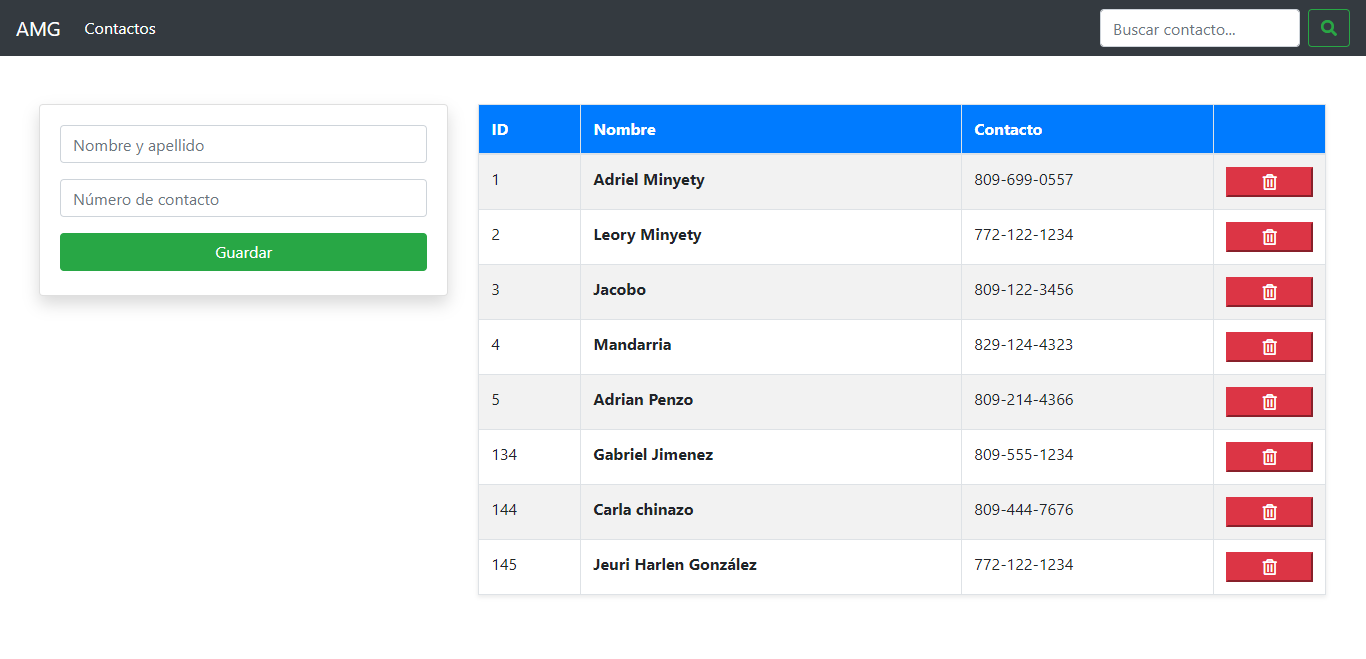 AMG Contactos Buscar contacto...
Nombre y apellido
Número de contacto
Guardar
ID Nombre Contacto
1 Adriel Minyety 809-699-0557
2 Leory Minyety 772-122-1234
3 Jacobo 809-122-3456
4 Mandarria 829-124-4323
5 Adrian Penzo 809-214-4366
134 Gabriel Jimenez 809-555-1234
144 Carla chinazo 809-444-7676
145 Jeuri Harlen González 772-122-1234